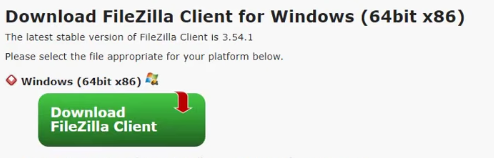 Download FileZilla Client for Windows (64bit x86)
The latest stable version of FileZilla Client is 3.54.1
Please select the file appropriate for your platform below.
Windows (64bit x86)
Download
FileZilla Client